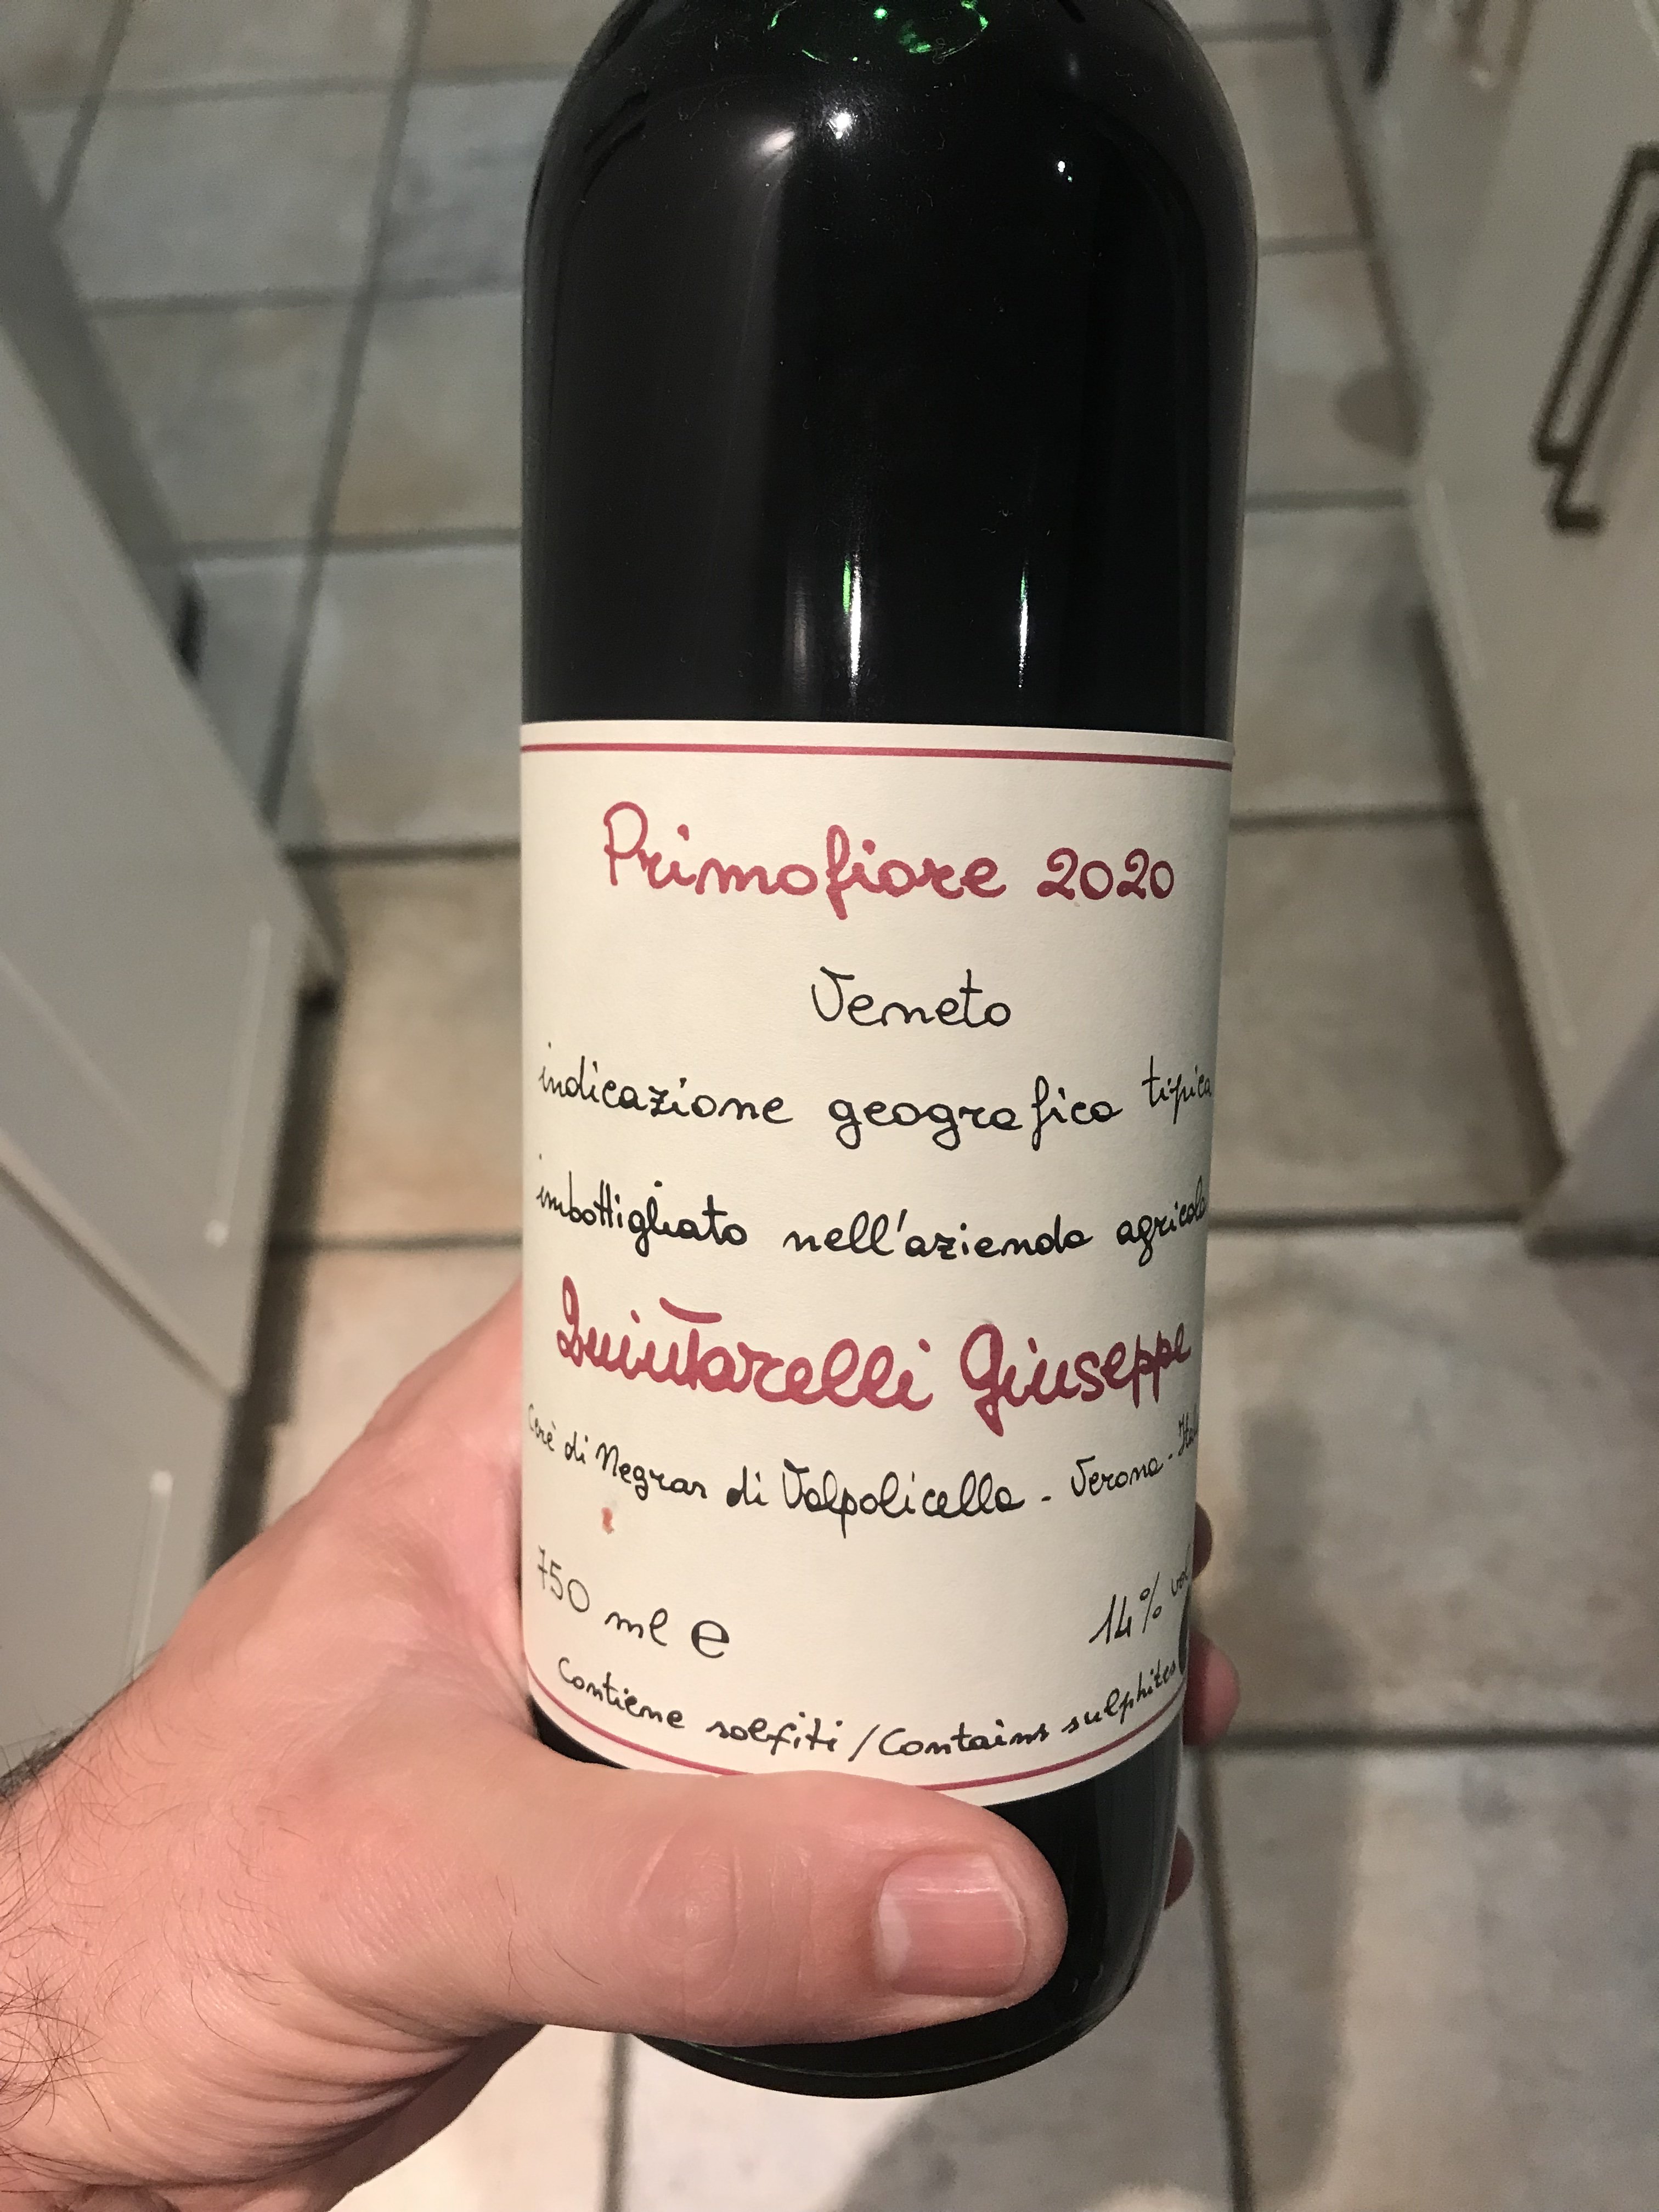 Primofiore 2020
Veneto
indicazione geografica tipica
imbottigliato nell'azienda agricola
Quintarelli Giuseppe
Cerè di Negrar di Valpolicella - Verona -
750 ml e
14% vol
Contiene solfiti / Contains sulphites